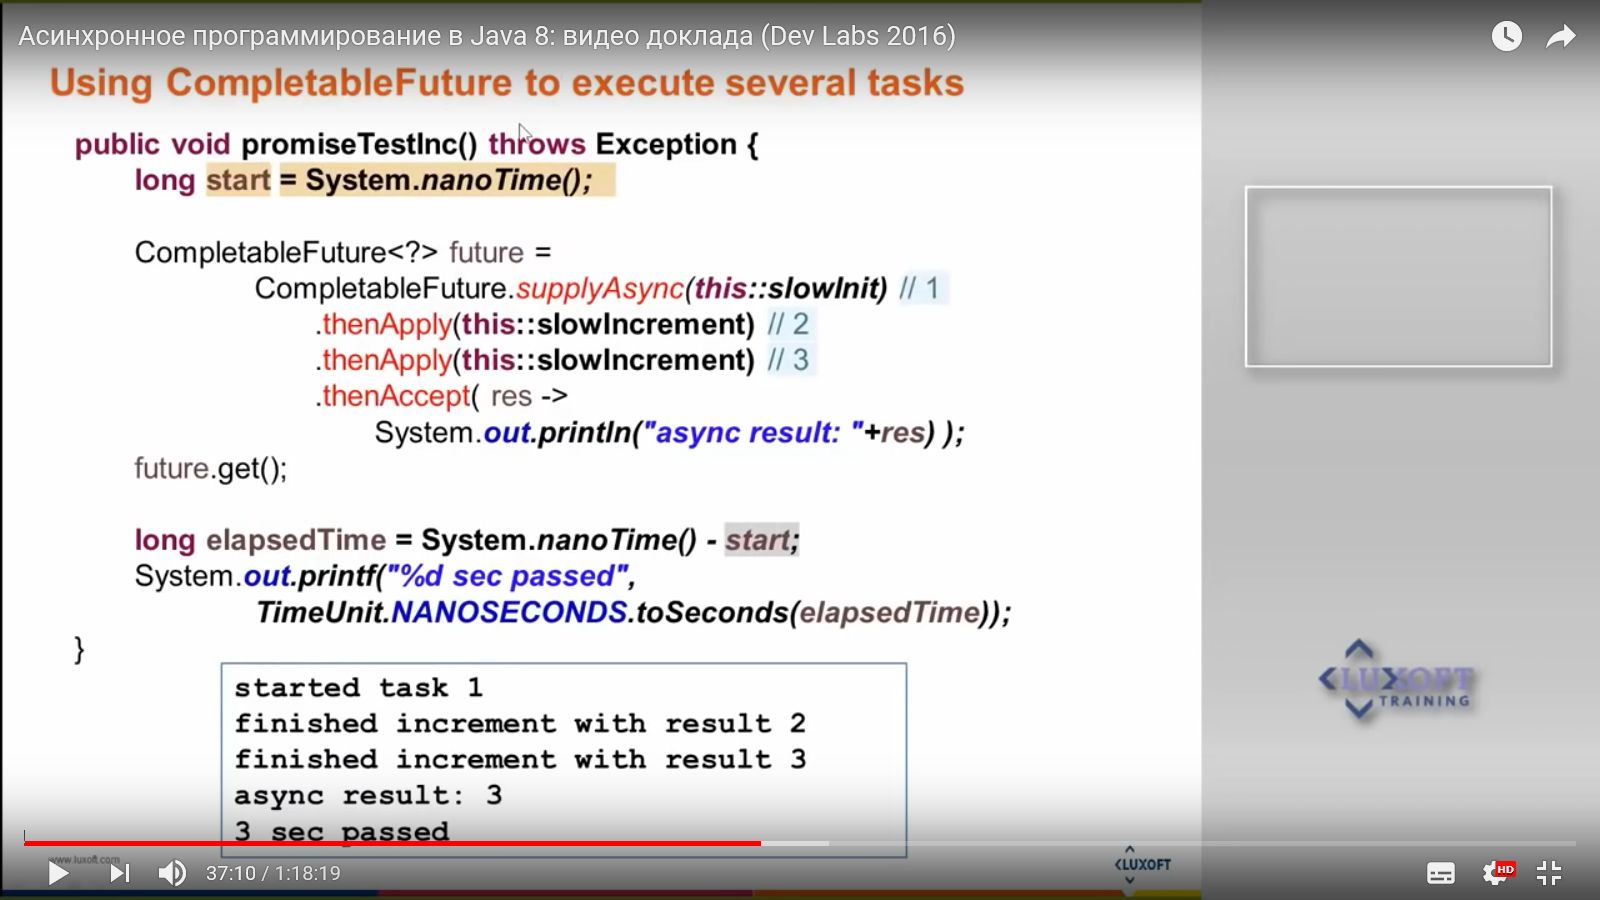 Асинхронное программирование в Java 8: видео доклада (Dev Labs 2016)
Using CompletableFuture to execute several tasks
public void promiseTestInc() throws Exception {
long start = System.nanoTime();
CompletableFuture<?> future =
CompletableFuture.supplyAsync(this::slowInit) // 1
.thenApply(this::slowIncrement) // 2
.thenApply(this::slowIncrement) // 3
.thenAccept( res ->
System.out.println("async result: "+res) );
future.get();
long elapsedTime = System.nanoTime() - start;
System.out.printf("%d sec passed",
TimeUnit.NANOSECONDS.toSeconds(elapsedTime));
}
started task 1
finished increment with result 2
finished increment with result 3
async result: 3
3 sec passed
LUXOFT
TRAINING
www.luxoft.com
37:10 / 1:18:19
LUXOFT
HD